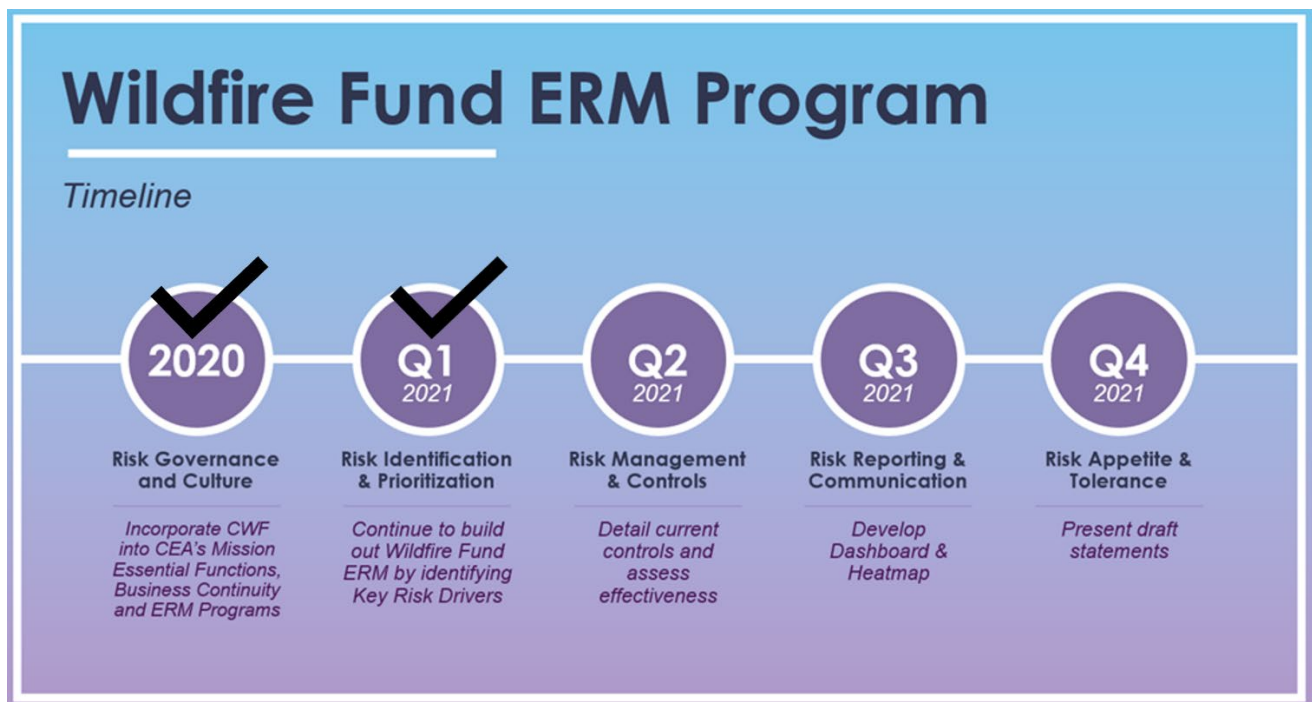 Wildfire Fund ERM Program
Timeline
2020
Risk Governance
and Culture
Incorporate CWF
into CEA's Mission
Essential Functions,
Business Continuity
and ERM Programs
Q1
2021
Risk Identification
& Prioritization
Continue to build
out Wildfire Fund
ERM by identifying
Key Risk Drivers
Q2
2021
Risk Management
& Controls
Detail current
controls and
assess
effectiveness
Q3
2021
Risk Reporting &
Communication
Develop
Dashboard &
Heatmap
Q4
2021
Risk Appetite &
Tolerance
Present draft
statements